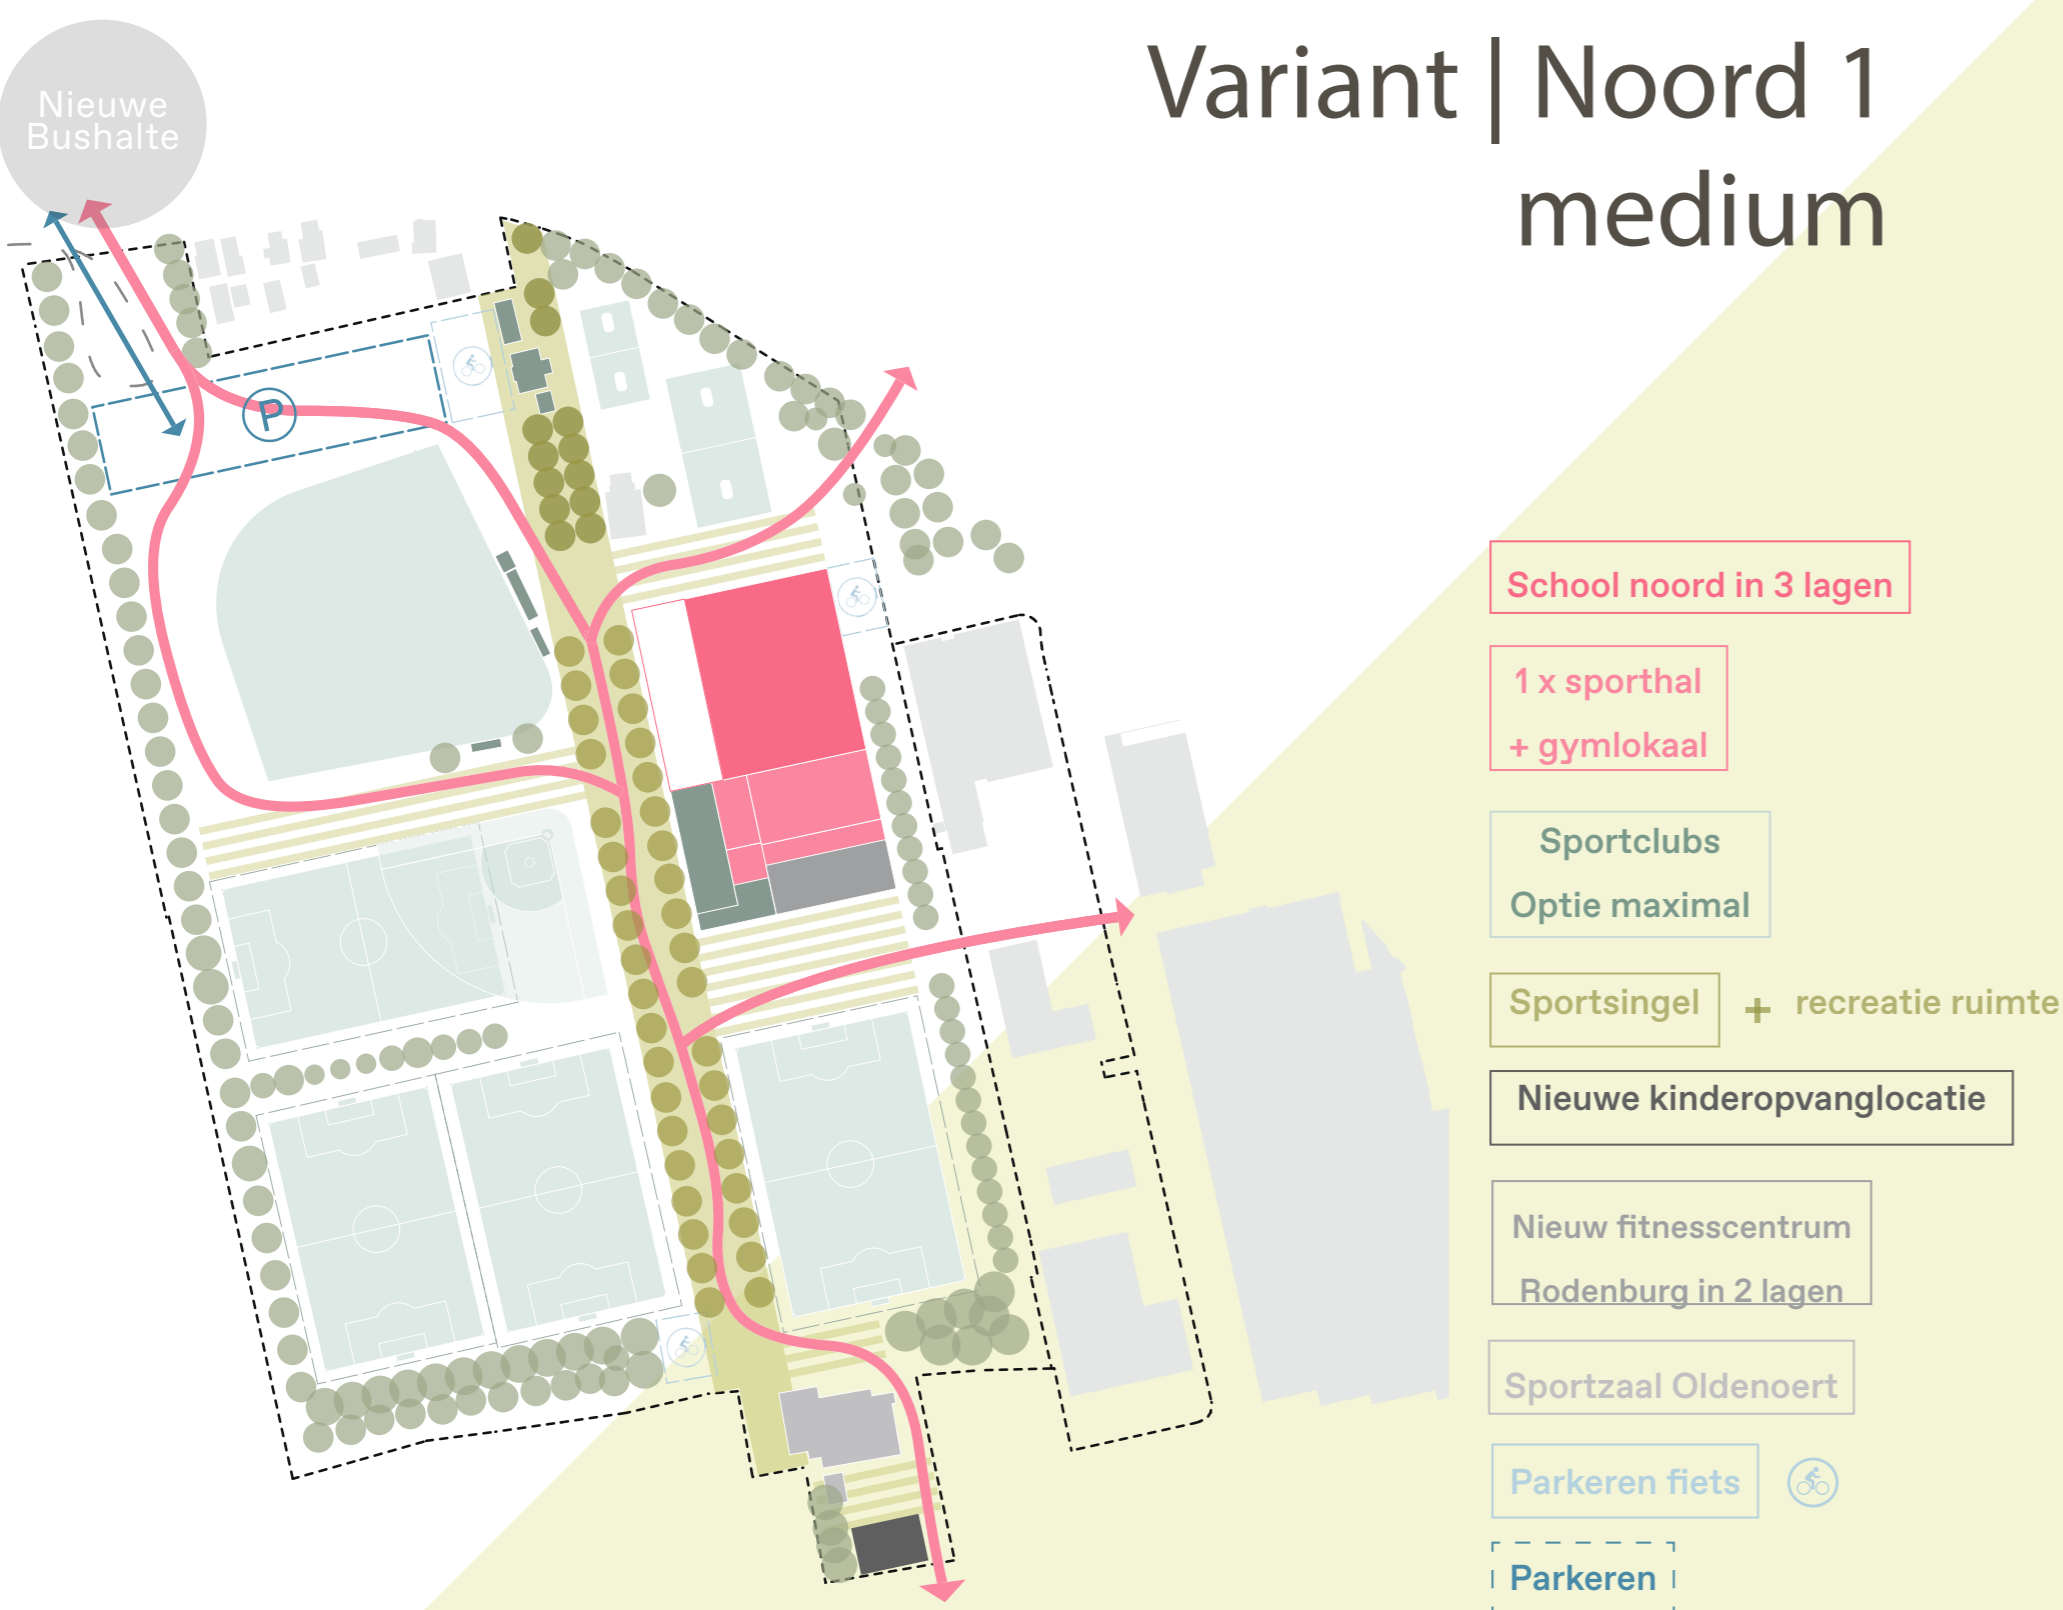 Variant | Noord 1
medium
Nieuwe
Bushalte
P
School noord in 3 lagen
1 x sporthal
+ gymlokaal
Sportclubs
Optie maximal
Sportsingel + recreatie ruimte
Nieuwe kinderopvanglocatie
Nieuw fitnesscentrum
Rodenburg in 2 lagen
Sportzaal Oldenoert
Parkeren fiets
Parkeren